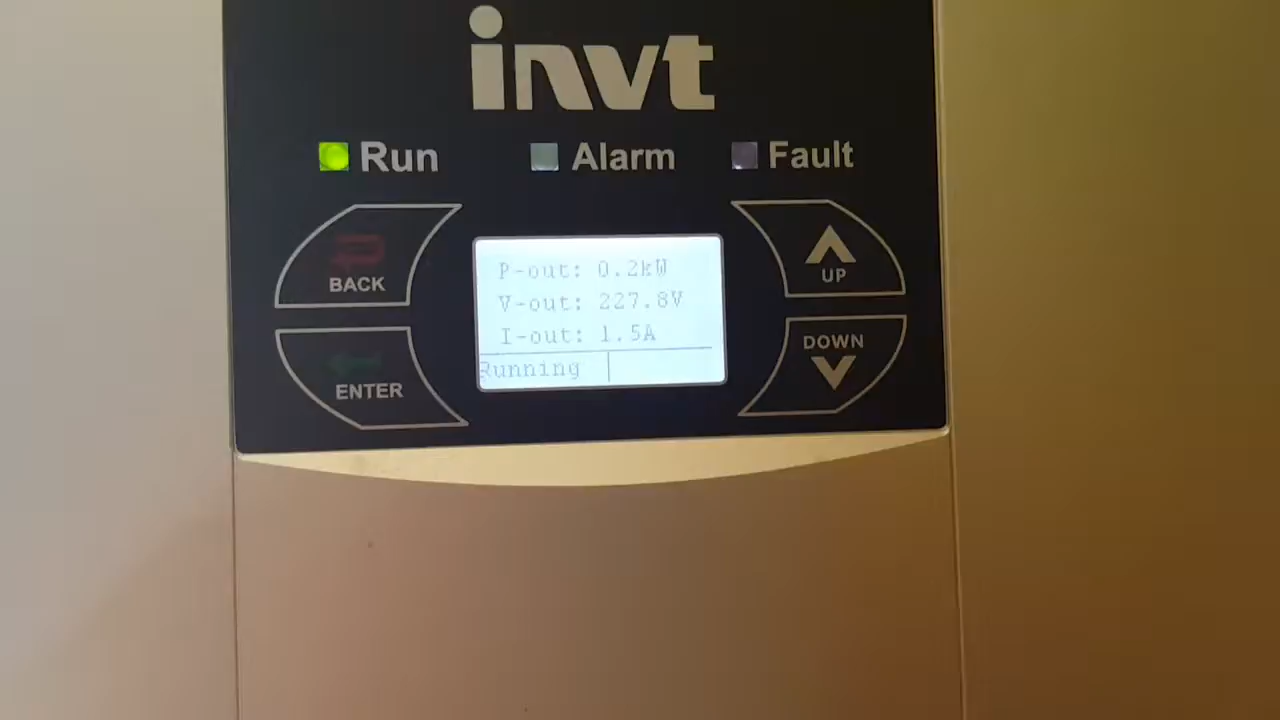 invt
Run Alarm Fault
BACK
UP
ENTER
DOWN
P-out: 0.2kW
V-out: 227.8V
I-out: 1.5A
Running